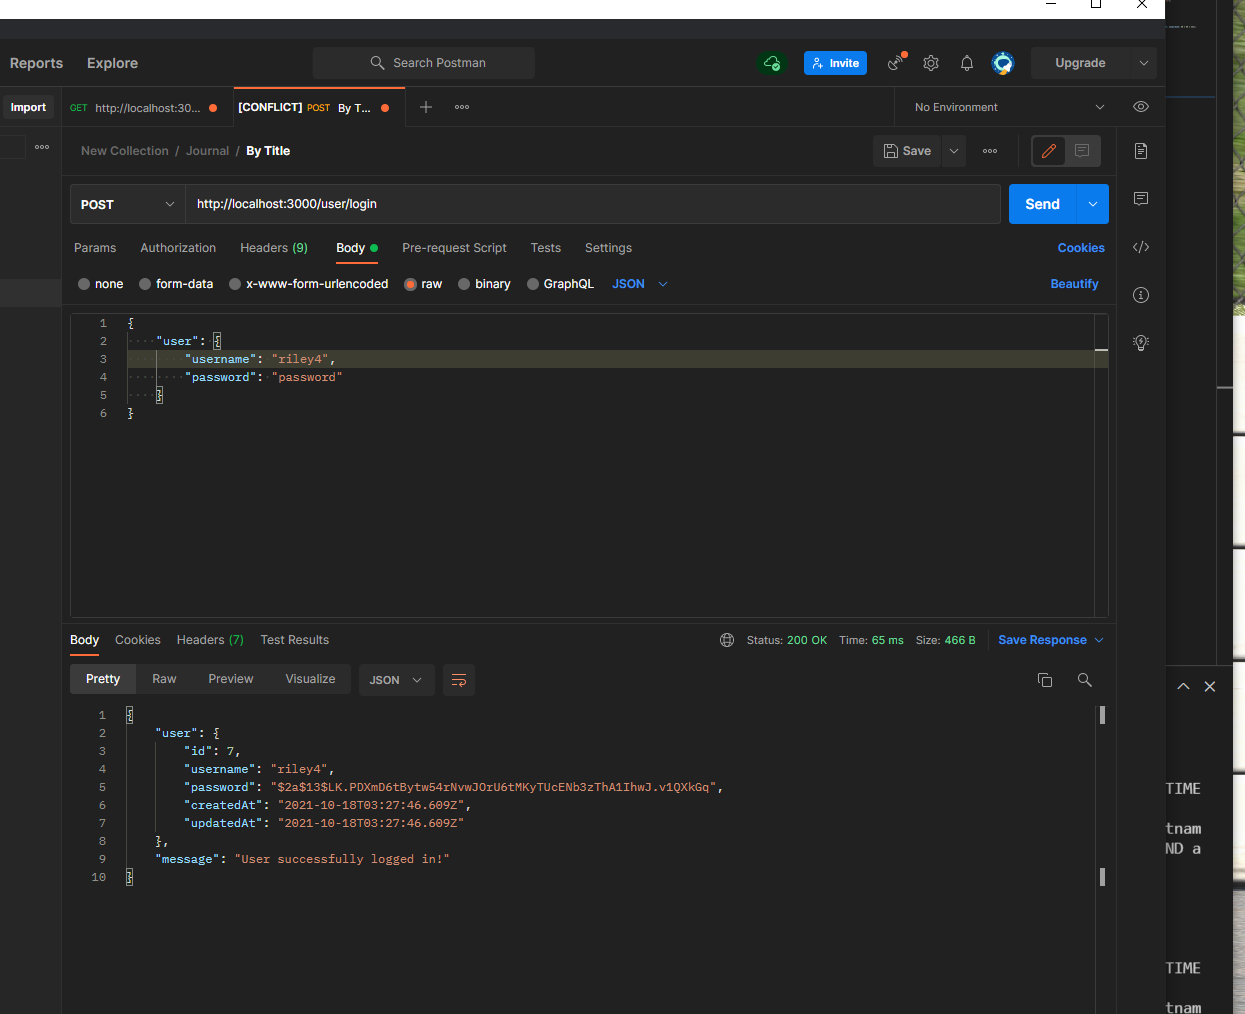 Reports Explore Search Postman Invite Upgrade
Import GET http://localhost:30... [CONFLICT] POST By T... + No Environment
New Collection / Journal / By Title Save
POST http://localhost:3000/user/login Send
Params Authorization Headers (9) Body Pre-request Script Tests Settings Cookies
none form-data x-www-form-urlencoded raw binary GraphQL JSON Beautify
1 {
2 "user": {
3 "username": "riley4",
4 "password": "password"
5 }
6 }
Body Cookies Headers (7) Test Results Status: 200 OK Time: 65 ms Size: 466 B Save Response
Pretty Raw Preview Visualize JSON
1 {
2 "user": {
3 "id": 7,
4 "username": "riley4",
5 "password": "$2a$13$LK.PDXmD6tBytw54rNvwJOrU6tMKyTUcENb3zThA1IhwJ.v1QXkGq",
6 "createdAt": "2021-10-18T03:27:46.609Z",
7 "updatedAt": "2021-10-18T03:27:46.609Z"
8 },
9 "message": "User successfully logged in!"
10 }
TIME
tnam
ND a
TIME
tnam